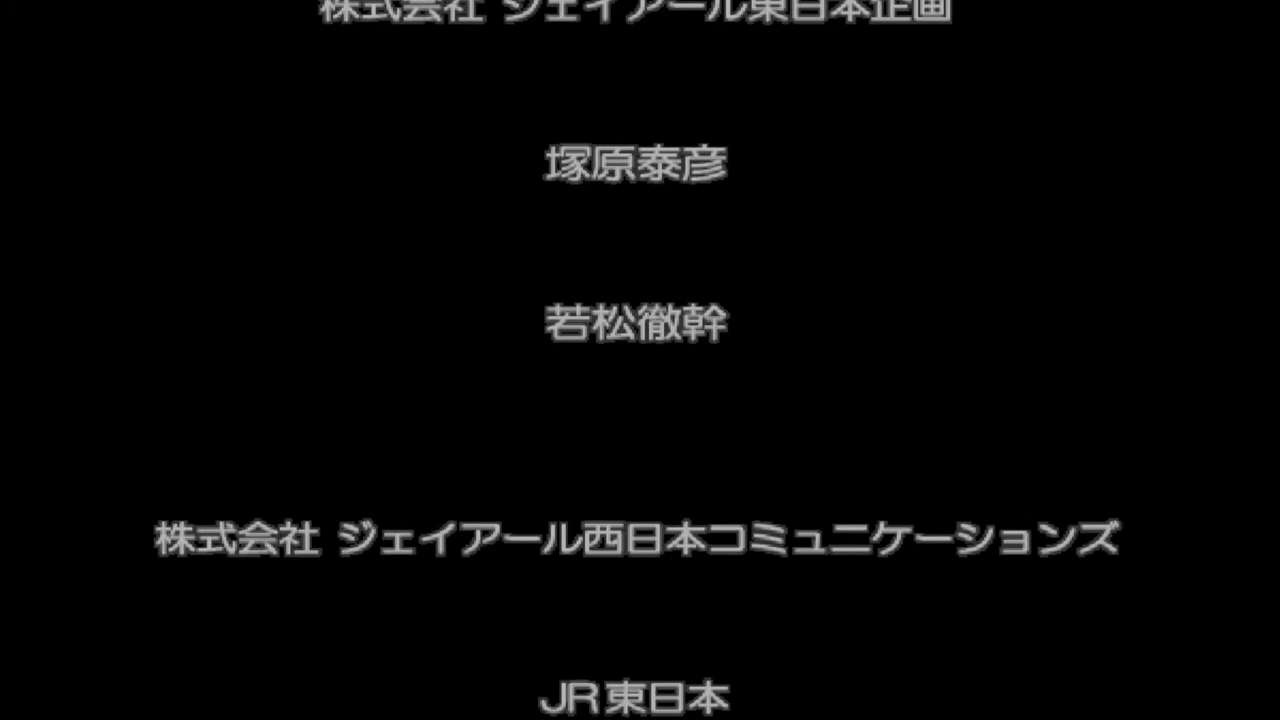 株式会社 ジェイアール東日本企画
塚原泰彦
若松徹幹
株式会社 ジェイアール西日本コミュニケーションズ
JR東日本